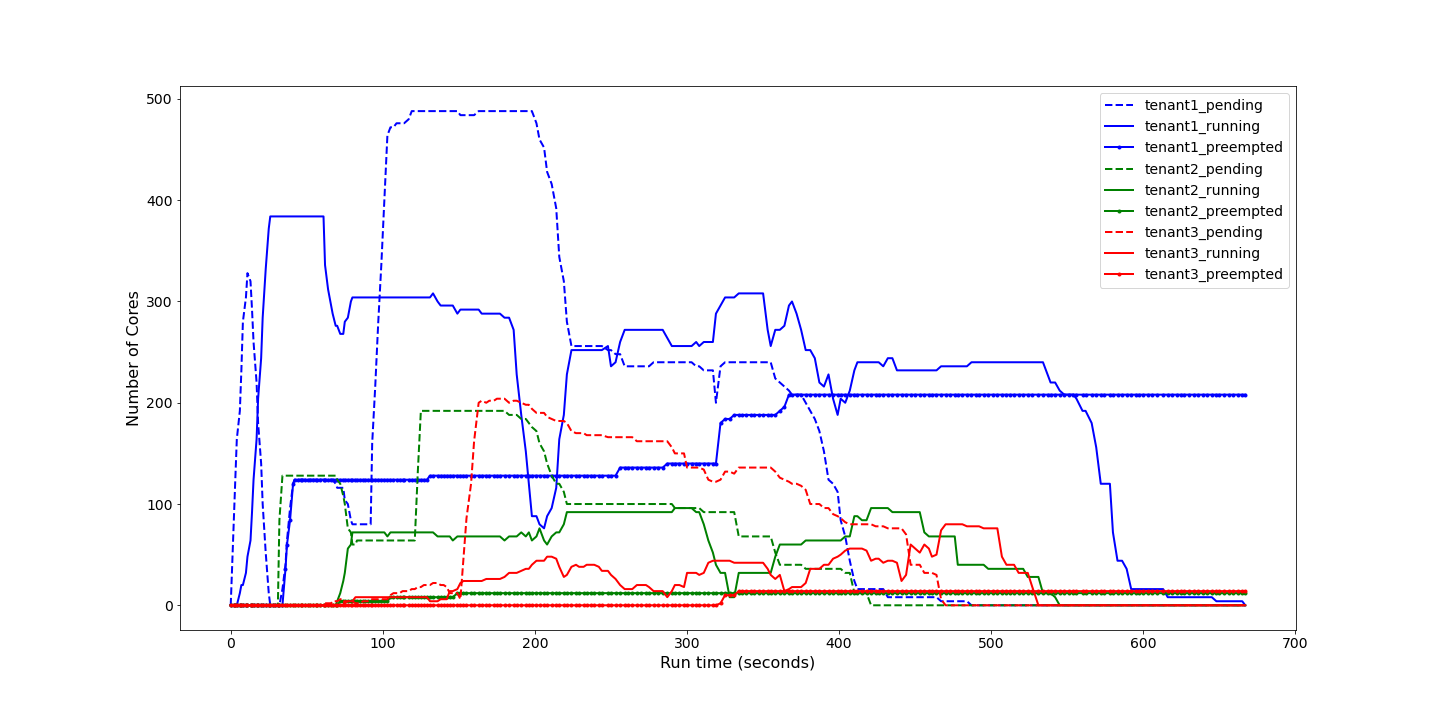 500
400
300
200
100
0
Number of Cores
0 100 200 300 400 500 600 700
Run time (seconds)
tenant1_pending
tenant1_running
tenant1_preempted
tenant2_pending
tenant2_running
tenant2_preempted
tenant3_pending
tenant3_running
tenant3_preempted